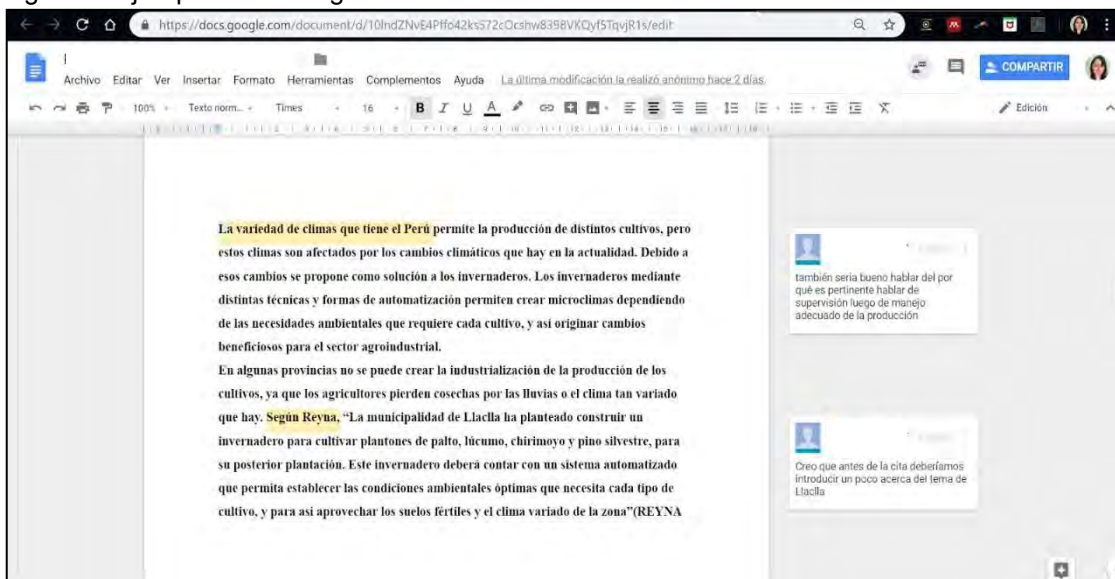 https://docs.google.com/document/d/10IndZNvE4Pffo42ksS72cOcshw8398VKQyf5TqvjR1s/edit
Archivo Editar Ver Insertar Formato Herramientas Complementos Ayuda La última modificación la realizó anónimo hace 2 días
COMPARTIR
100% Texto norm... Times 16 B I U A Edición
La variedad de climas que tiene el Perú permite la producción de distintos cultivos, pero
estos climas son afectados por los cambios climáticos que hay en la actualidad. Debido a
esos cambios se propone como solución a los invernaderos. Los invernaderos mediante
distintas técnicas y formas de automatización permiten crear microclimas dependiendo
de las necesidades ambientales que requiere cada cultivo, y así originar cambios
beneficiosos para el sector agroindustrial.
En algunas provincias no se puede crear la industrialización de la producción de los
cultivos, ya que los agricultores pierden cosechas por las lluvias o el clima tan variado
que hay. Según Reyna, “La municipalidad de Llaclla ha planteado construir un
invernadero para cultivar plantones de palto, lúcumo, chirimoyo y pino silvestre, para
su posterior plantación. Este invernadero deberá contar con un sistema automatizado
que permita establecer las condiciones ambientales óptimas que necesita cada tipo de
cultivo, y para así aprovechar los suelos fértiles y el clima variado de la zona”(REYNA
también seria bueno hablar del por
qué es pertinente hablar de
supervisión luego de manejo
adecuado de la producción
Creo que antes de la cita deberíamos
introducir un poco acerca del tema de
Llaclla